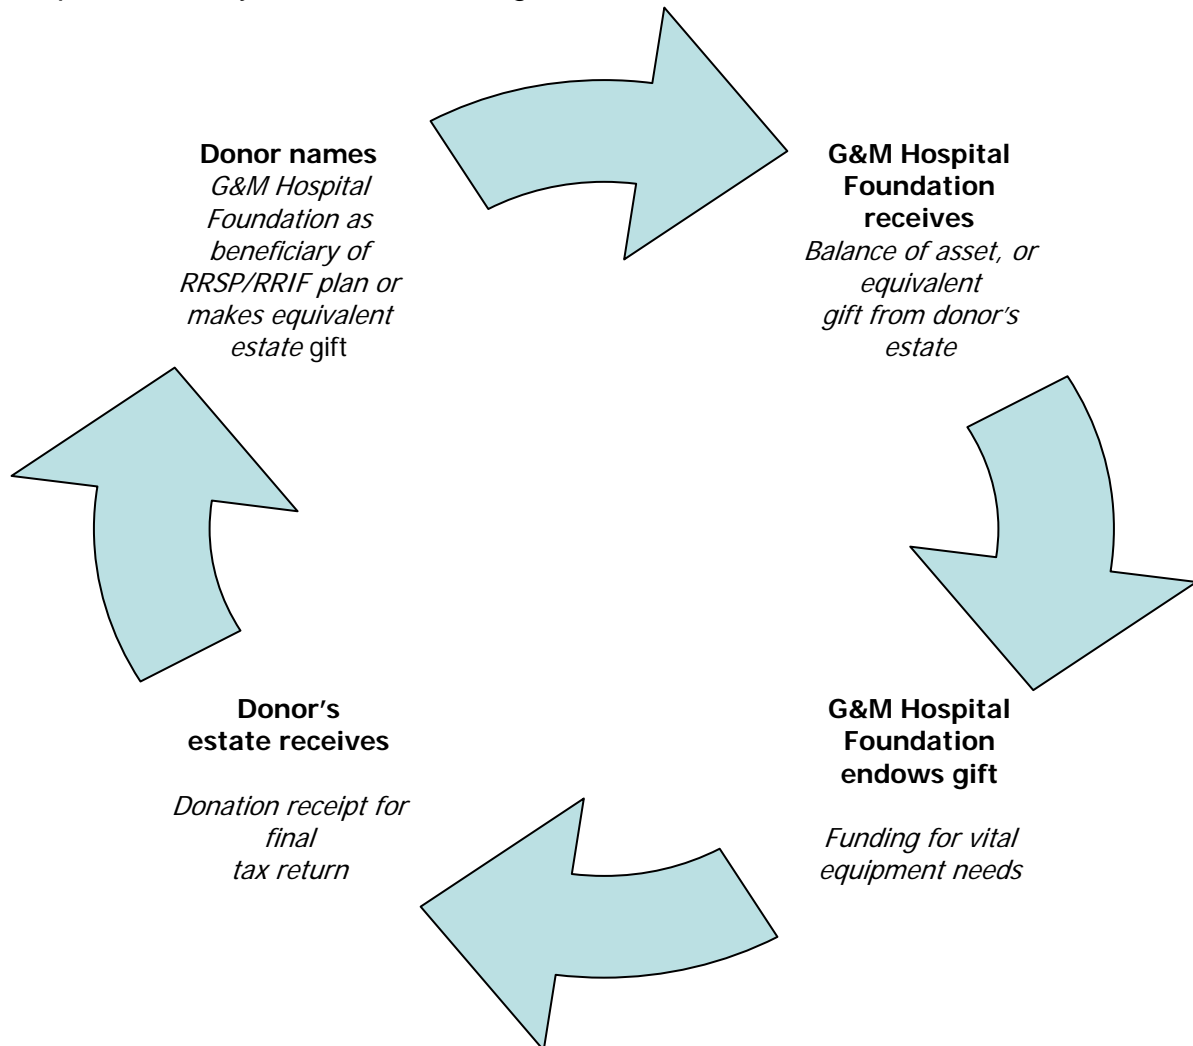 Donor names
G&M Hospital
Foundation as
beneficiary of
RRSP/RRIF plan or
makes equivalent
estate gift
G&M Hospital
Foundation
receives
Balance of asset, or
equivalent
gift from donor's
estate
G&M Hospital
Foundation
endows gift
Funding for vital
equipment needs
Donor's
estate receives
Donation receipt for
final
tax return